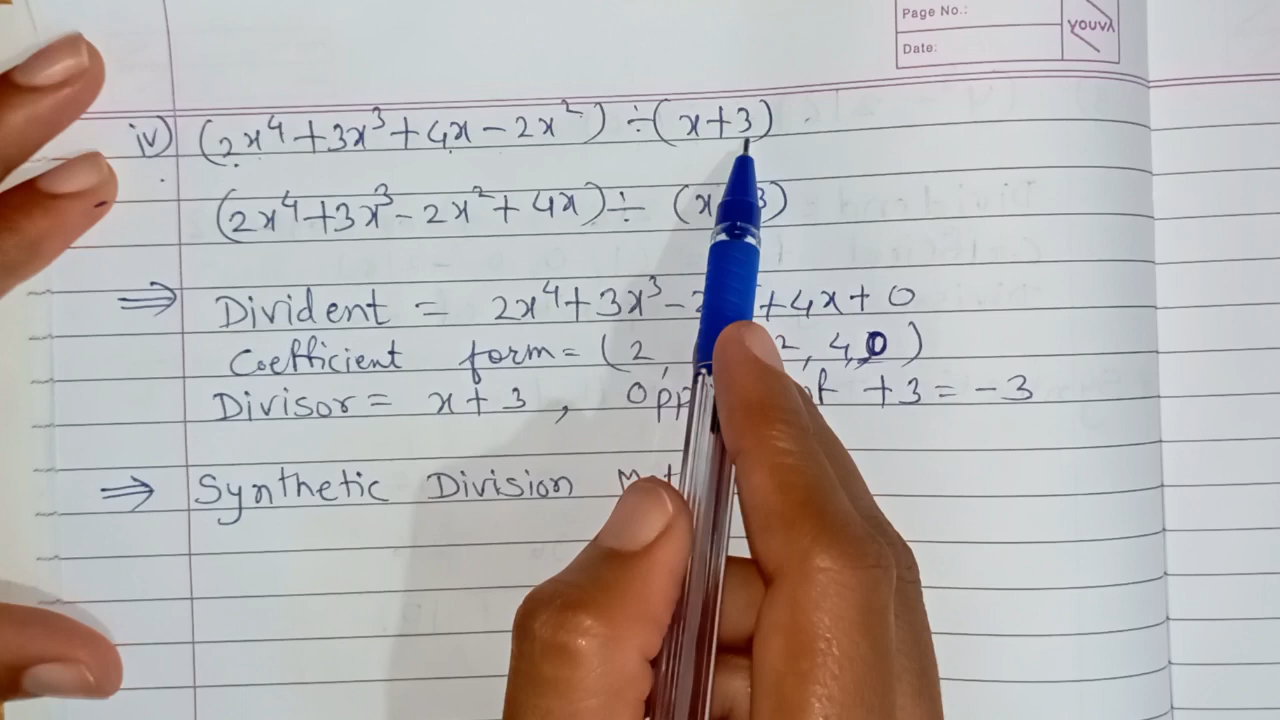 Page No.:
YOUVA
Date:
iv) (2x⁴+3x³+4x-2x²) ÷ (x+3)
(2x⁴+3x³-2x²+4x) ÷ (x 3)
⇒ Divident = 2x⁴+3x³- +4x+0
Coefficient form = (2, 2, 4,0)
Divisor = x+3, of +3 = -3
⇒ Synthetic Division